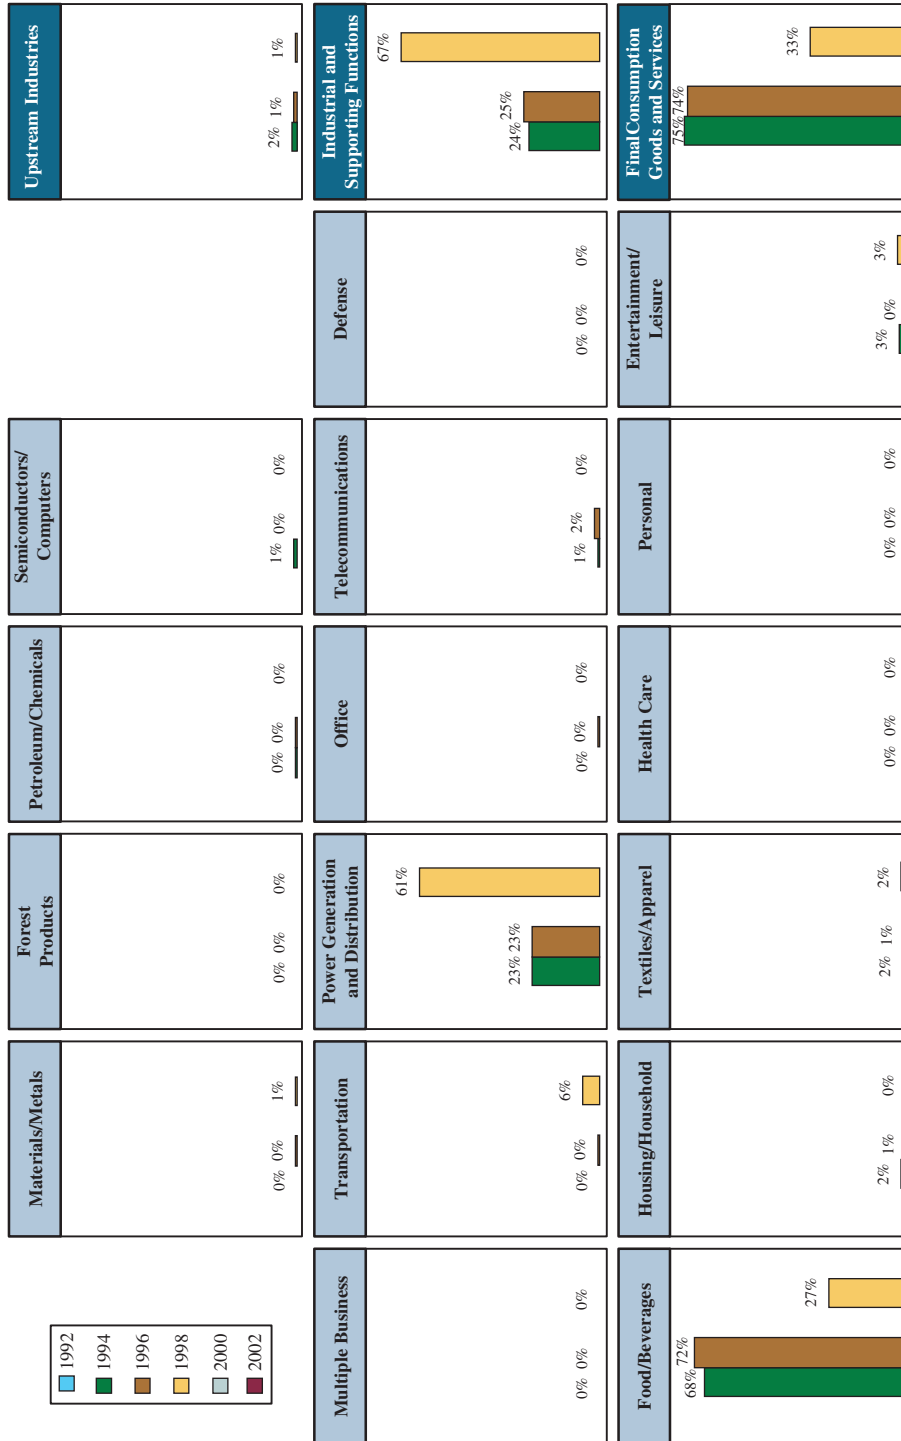 1992
1994
1996
1998
2000
2002
Materials/Metals
0% 0% 1%
Forest
Products
0% 0% 0%
Petroleum/Chemicals
0% 0% 0%
Semiconductors/
Computers
1% 0% 0%
Upstream Industries
2% 1% 1%
Multiple Business
0% 0% 0%
Transportation
0% 0% 6%
Power Generation
and Distribution
23% 23% 61%
Office
0% 0% 0%
Telecommunications
1% 2% 0%
Defense
0% 0% 0%
Industrial and
Supporting Functions
24% 25% 67%
Food/Beverages
68% 72% 27%
Housing/Household
2% 1% 0%
Textiles/Apparel
2% 1% 2%
Health Care
0% 0% 0%
Personal
0% 0% 0%
Entertainment/
Leisure
3% 0% 3%
Final Consumption
Goods and Services
75% 74% 33%